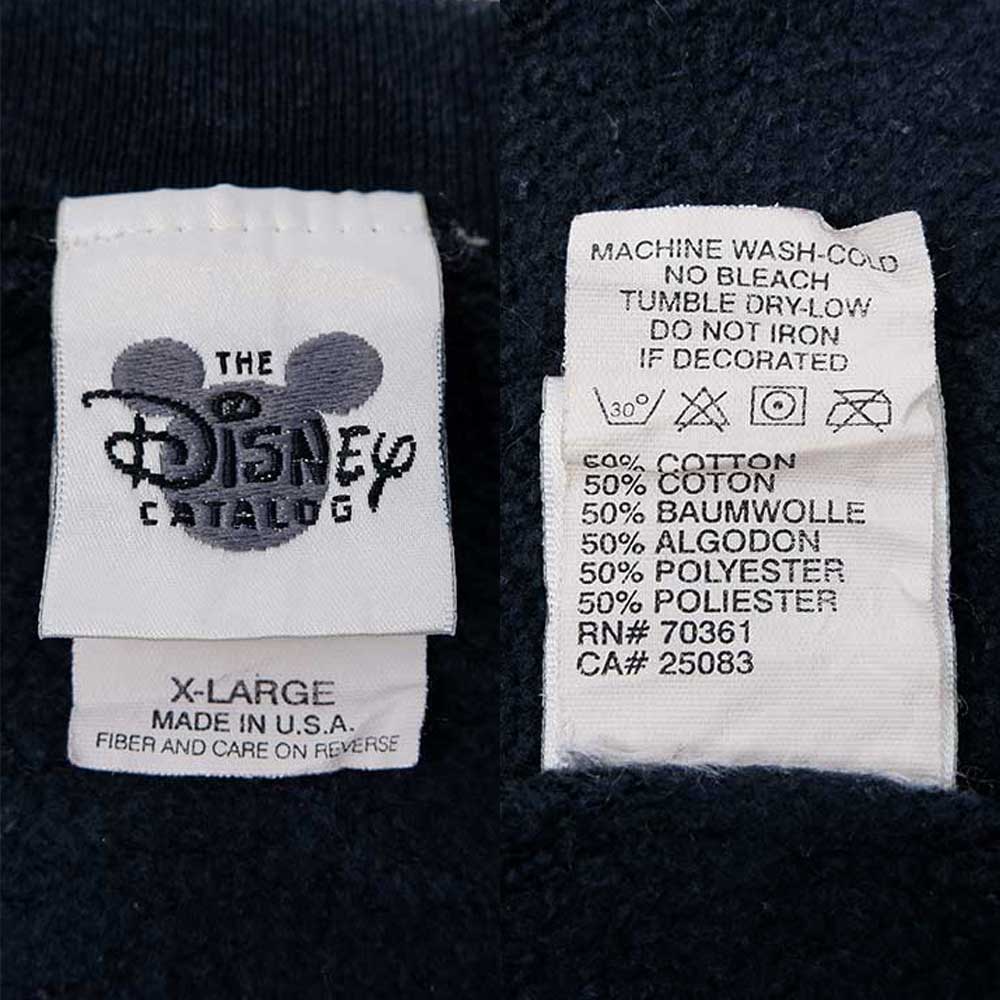 THE
DISNEY
CATALOG
X-LARGE
MADE IN U.S.A.
FIBER AND CARE ON REVERSE
MACHINE WASH-COLD
NO BLEACH
TUMBLE DRY-LOW
DO NOT IRON
IF DECORATED
30°
50% COTTON
50% COTON
50% BAUMWOLLE
50% ALGODON
50% POLYESTER
50% POLIESTER
RN# 70361
CA# 25083